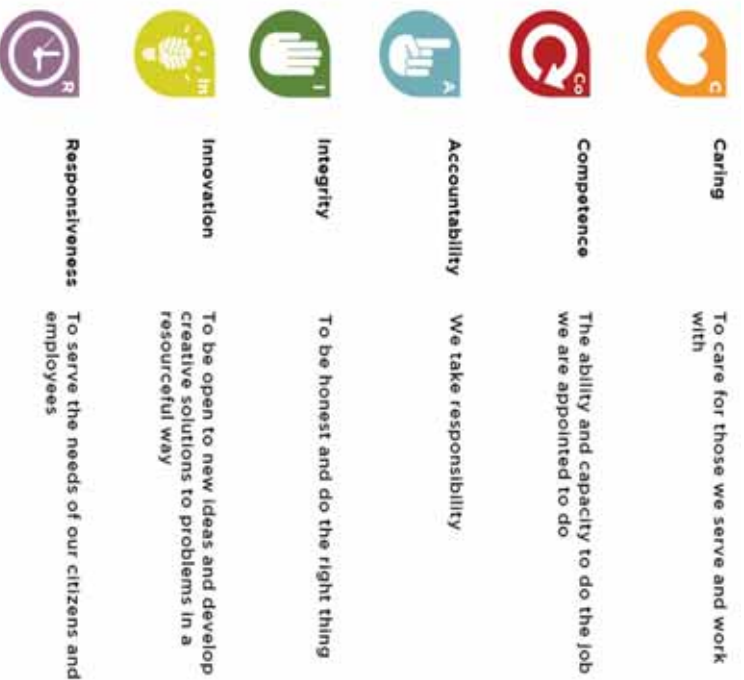 C
Caring
To care for those we serve and work
with
Co
Competence
The ability and capacity to do the job
we are appointed to do
A
Accountability
We take responsibility
I
Integrity
To be honest and do the right thing
In
Innovation
To be open to new ideas and develop
creative solutions to problems in a
resourceful way
R
Responsiveness
To serve the needs of our citizens and
employees